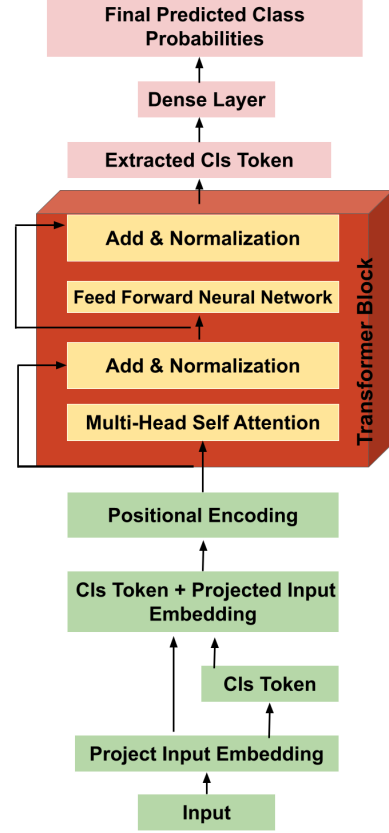 Final Predicted Class
Probabilities
Dense Layer
Extracted Cls Token
Add & Normalization
Feed Forward Neural Network
Add & Normalization
Multi-Head Self Attention
Transformer Block
Positional Encoding
Cls Token + Projected Input
Embedding
Cls Token
Project Input Embedding
Input